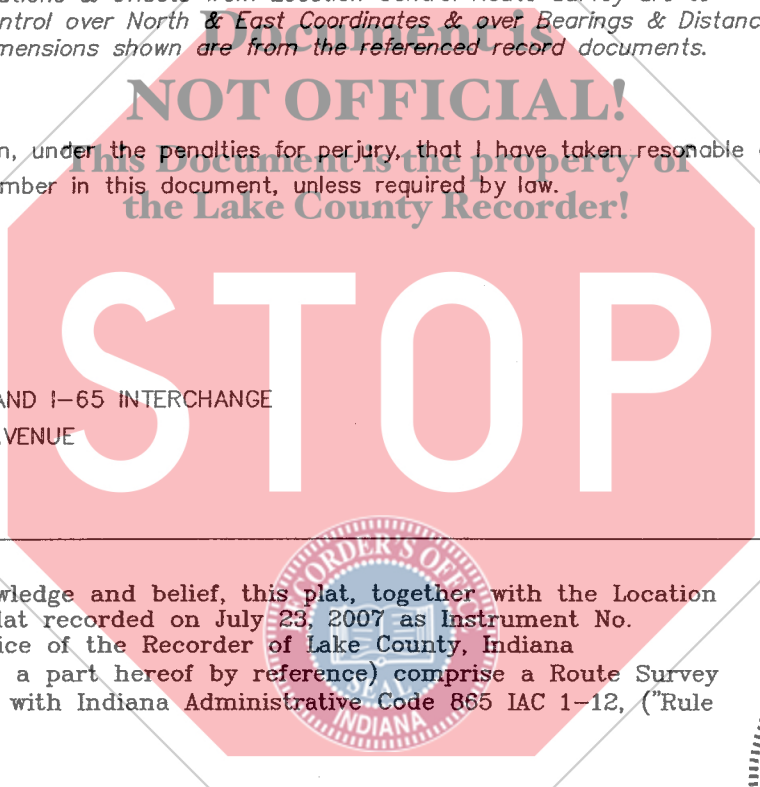 ntrol over North & East Coordinates & over Bearings & Distanc
Document is
mensions shown are from the referenced record documents.
NOT OFFICIAL!
n, under the penalties for perjury, that I have taken resonable
This Document is the property of
mber in this document, unless required by law.
the Lake County Recorder!
STOP
AND I-65 INTERCHANGE
VENUE
wledge and belief, this plat, together with the Location
lat recorded on July 23, 2007 as Instrument No.
ice of the Recorder of Lake County, Indiana
a part hereof by reference) comprise a Route Survey
with Indiana Administrative Code 865 IAC 1-12, ("Rule
CORDER'S OFFIC
SEAL
INDIANA